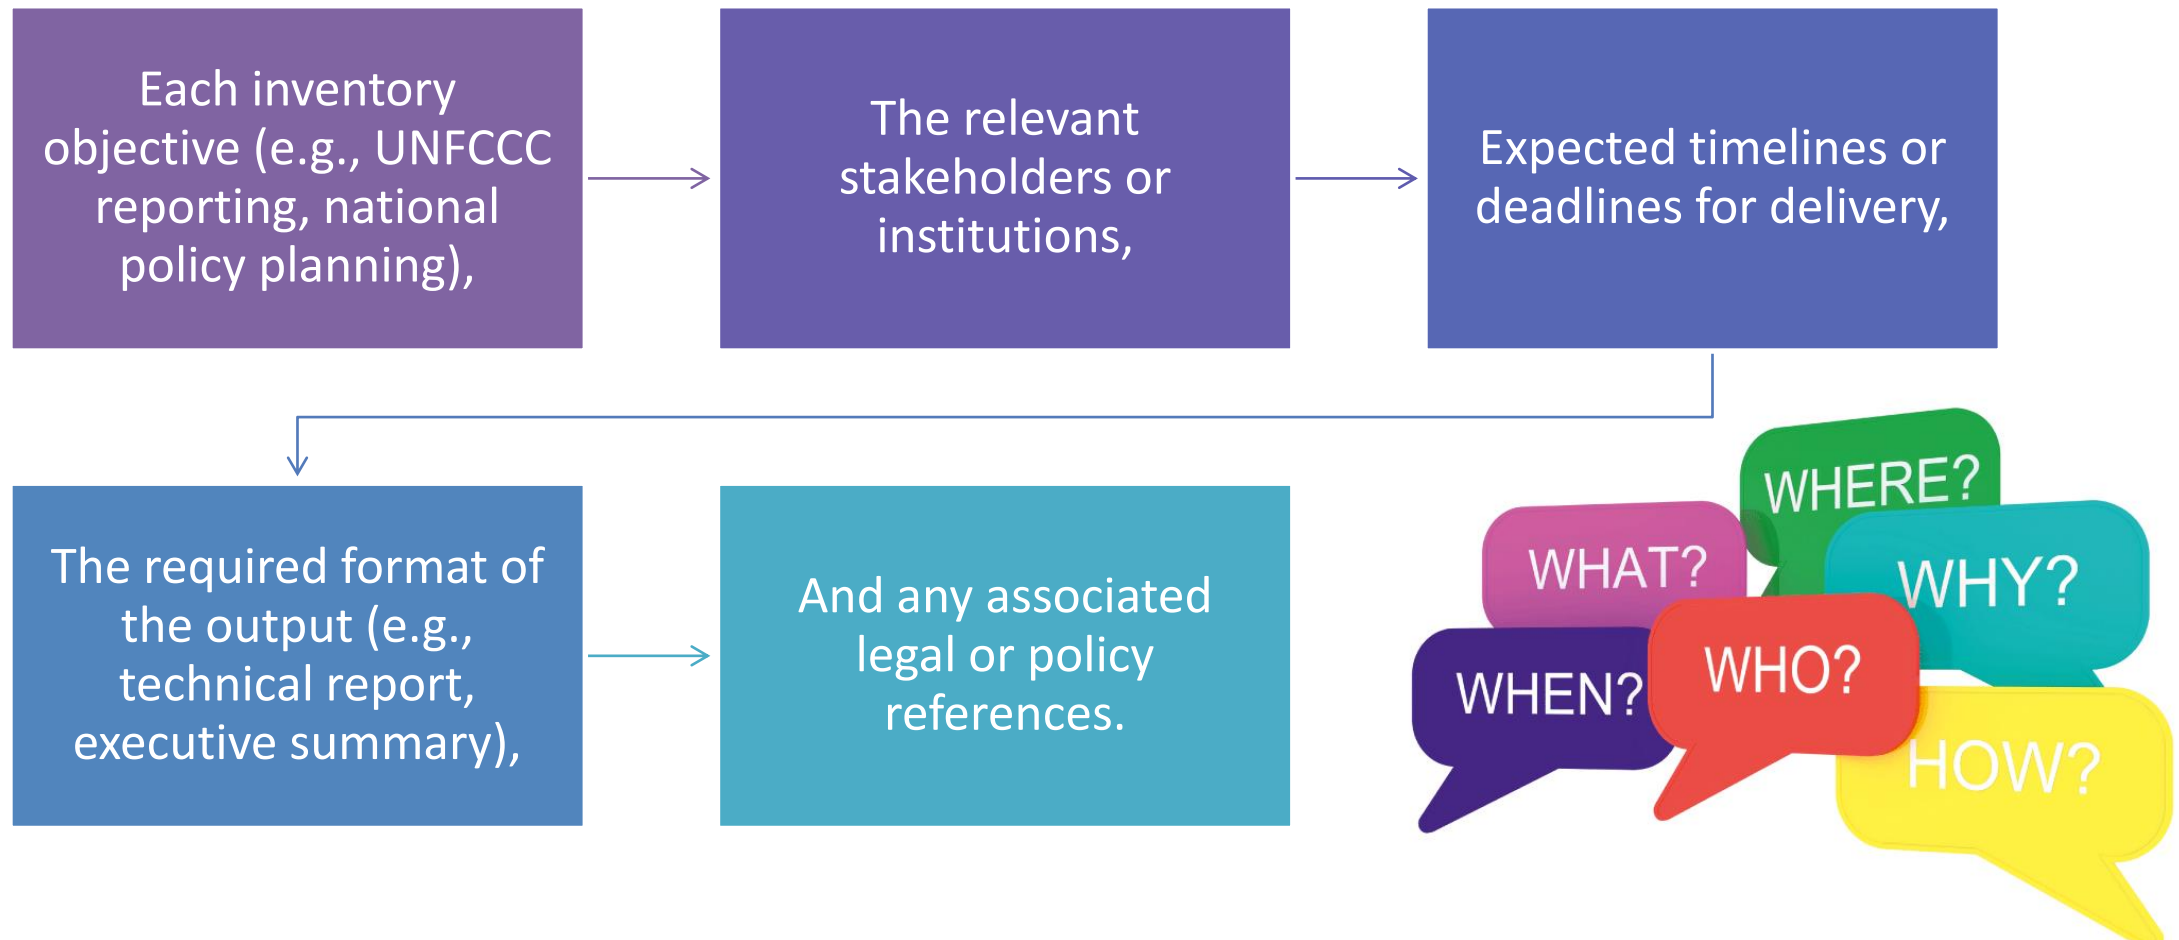 Each inventory
objective (e.g., UNFCCC
reporting, national
policy planning),
The relevant
stakeholders or
institutions,
Expected timelines or
deadlines for delivery,
The required format of
the output (e.g.,
technical report,
executive summary),
And any associated
legal or policy
references.
WHERE?
WHAT?
WHY?
WHEN?
WHO?
HOW?